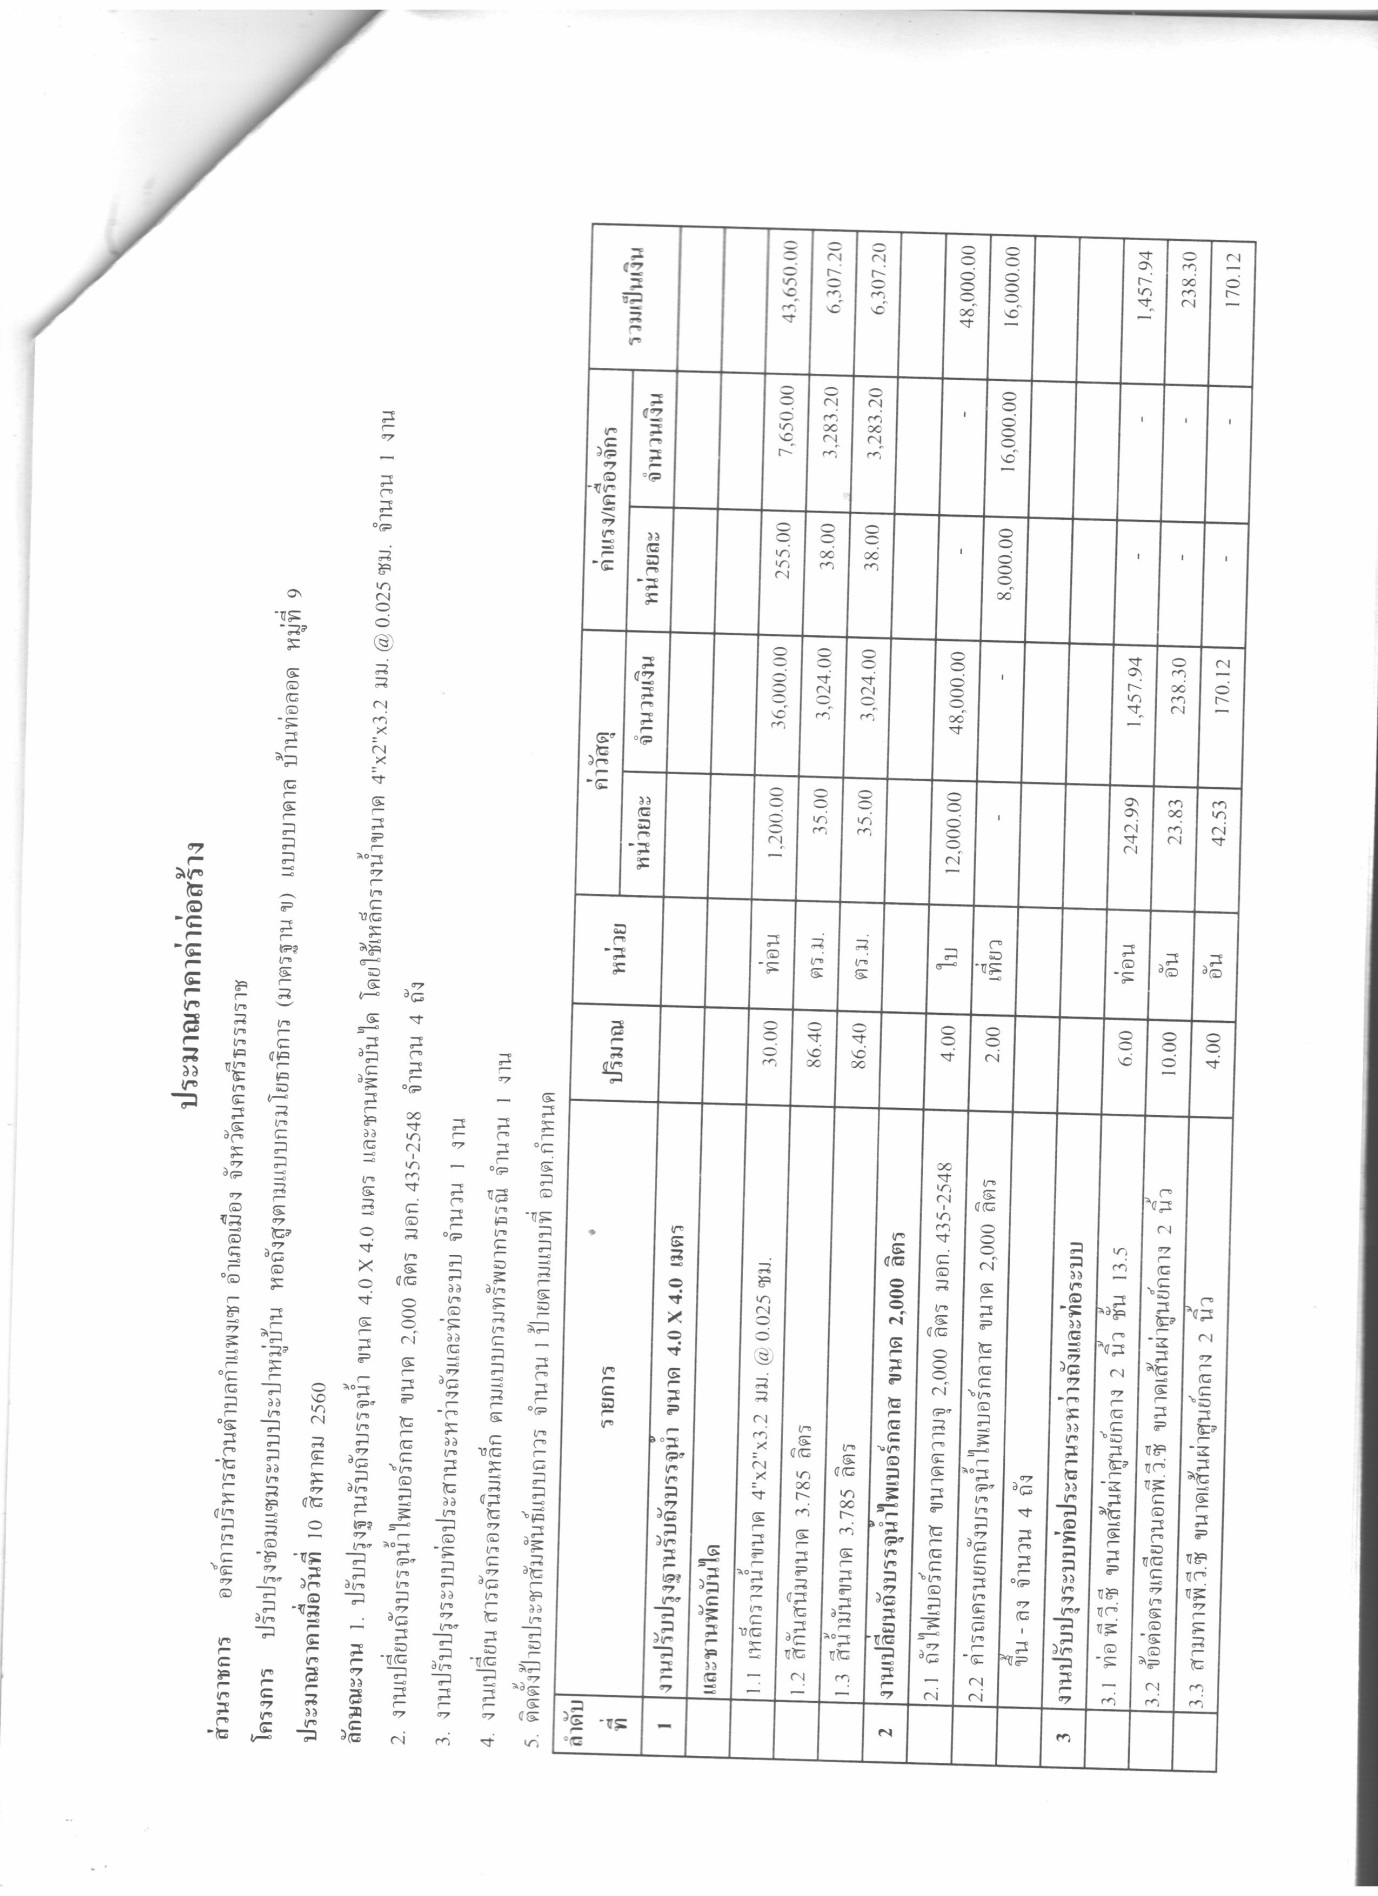 ประมาณราคาค่าก่อสร้าง
ส่วนราชการ องค์การบริหารส่วนตำบลกำแพงเซา อำเภอเมือง จังหวัดนครศรีธรรมราช
โครงการ ปรับปรุงซ่อมแซมระบบประปาหมู่บ้าน หอถังสูงตามแบบกรมโยธาธิการ (มาตรฐาน ข) แบบบาดาล บ้านท่อลอด หมู่ที่ 9
ประมาณราคาเมื่อวันที่ 10 สิงหาคม 2560
ลักษณะงาน 1. ปรับปรุงฐานรับถังบรรจุน้ำ ขนาด 4.0 X 4.0 เมตร และชานพักบันได โดยใช้เหล็กรางน้ำขนาด 4"x2"x3.2 มม. @ 0.025 ซม. จำนวน 1 งาน
2. งานเปลี่ยนถังบรรจุน้ำไพเบอร์กลาส ขนาด 2,000 ลิตร มอก. 435-2548 จำนวน 4 ถัง
3. งานปรับปรุงระบบท่อประสานระหว่างถังและท่อระบบ จำนวน 1 งาน
4. งานเปลี่ยน สารถังกรองสนิมเหล็ก ตามแบบกรมทรัพยากรธรณี จำนวน 1 งาน
5. ติดตั้งป้ายประชาสัมพันธ์แบบถาวร จำนวน 1 ป้ายตามแบบที่ อบต.กำหนด
ลำดับที่ รายการ ปริมาณ หน่วย ค่าวัสดุ ค่าแรง/เครื่องจักร รวมเป็นเงิน
หน่วยละ จำนวนเงิน หน่วยละ จำนวนเงิน
1 งานปรับปรุงฐานรับถังบรรจุน้ำ ขนาด 4.0 X 4.0 เมตร
และชานพักบันได
1.1 เหล็กรางน้ำขนาด 4"x2"x3.2 มม. @ 0.025 ซม. 30.00 ท่อน 1,200.00 36,000.00 255.00 7,650.00 43,650.00
1.2 สีกันสนิมขนาด 3.785 ลิตร 86.40 ตร.ม. 35.00 3,024.00 38.00 3,283.20 6,307.20
1.3 สีน้ำมันขนาด 3.785 ลิตร 86.40 ตร.ม. 35.00 3,024.00 38.00 3,283.20 6,307.20
2 งานเปลี่ยนถังบรรจุน้ำไพเบอร์กลาส ขนาด 2,000 ลิตร
2.1 ถังไฟเบอร์กลาส ขนาดความจุ 2,000 ลิตร มอก. 435-2548 4.00 ใบ 12,000.00 48,000.00 - - 48,000.00
2.2 ค่ารถเครนยกถังบรรจุน้ำไพเบอร์กลาส ขนาด 2,000 ลิตร 2.00 เที่ยว - - 8,000.00 16,000.00 16,000.00
ขึ้น - ลง จำนวน 4 ถัง
3 งานปรับปรุงระบบท่อประสานระหว่างถังและท่อระบบ
3.1 ท่อ พี.วี.ซี ขนาดเส้นผ่าศูนย์กลาง 2 นิ้ว ชั้น 13.5 6.00 ท่อน 242.99 1,457.94 - - 1,457.94
3.2 ข้อต่อตรงเกลียวนอกพี.วี.ซี ขนาดเส้นผ่าศูนย์กลาง 2 นิ้ว 10.00 อัน 23.83 238.30 - - 238.30
3.3 สามทางพี.วี.ซี ขนาดเส้นผ่าศูนย์กลาง 2 นิ้ว 4.00 อัน 42.53 170.12 - - 170.12